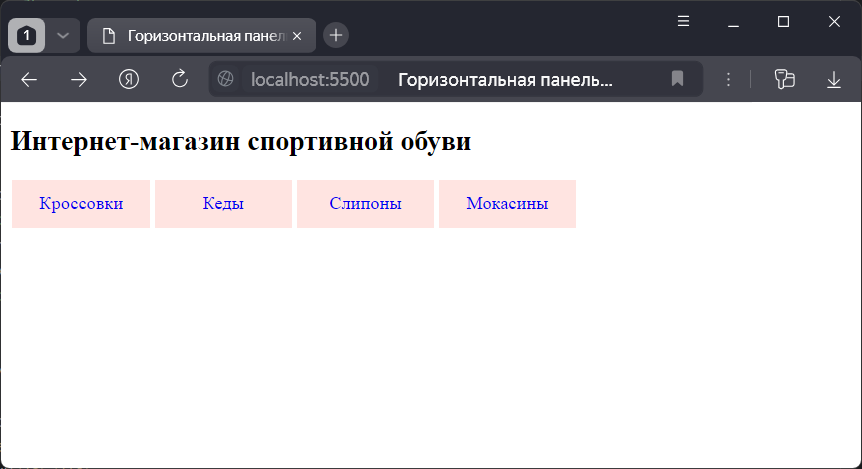 1
Горизонтальная панел
Я
localhost:5500 Горизонтальная панель...
Интернет-магазин спортивной обуви
Кроссовки Кеды Слипоны Мокасины